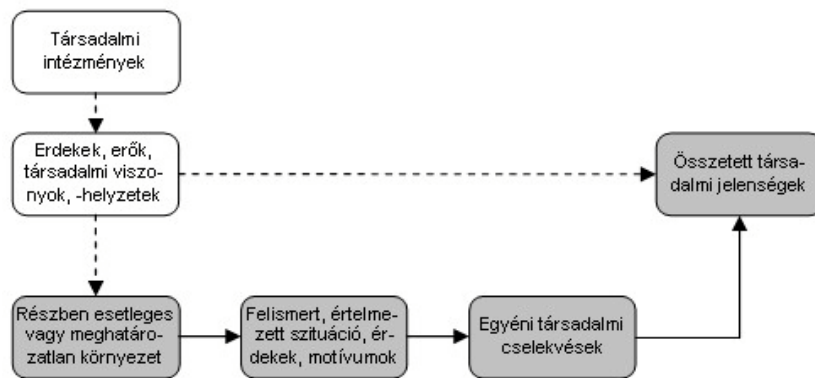 Társadalmi
intézmények
Erdekek, erők,
társadalmi viszo-
nyok, -helyzetek
Összetett társa-
dalmi jelenségek
Részben esetleges
vagy meghatáro-
zatlan környezet
Felismert, értelme-
zett szituáció, ér-
dekek, motívumok
Egyéni társadalmi
cselekvések